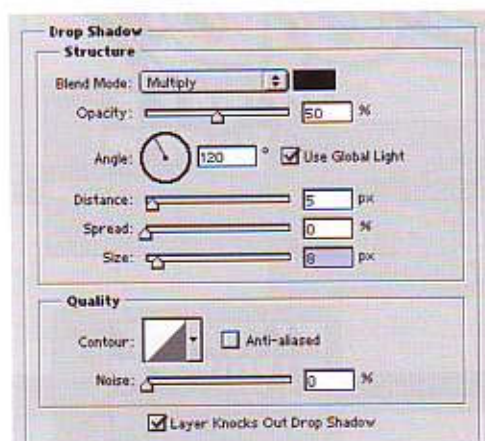 Drop Shadow
Structure
Blend Mode: Multiply
Opacity: 50 %
Angle: 120 ° Use Global Light
Distance: 5 px
Spread: 0 %
Size: 8 px
Quality
Contour: Anti-aliased
Noise: 0 %
Layer Knocks Out Drop Shadow